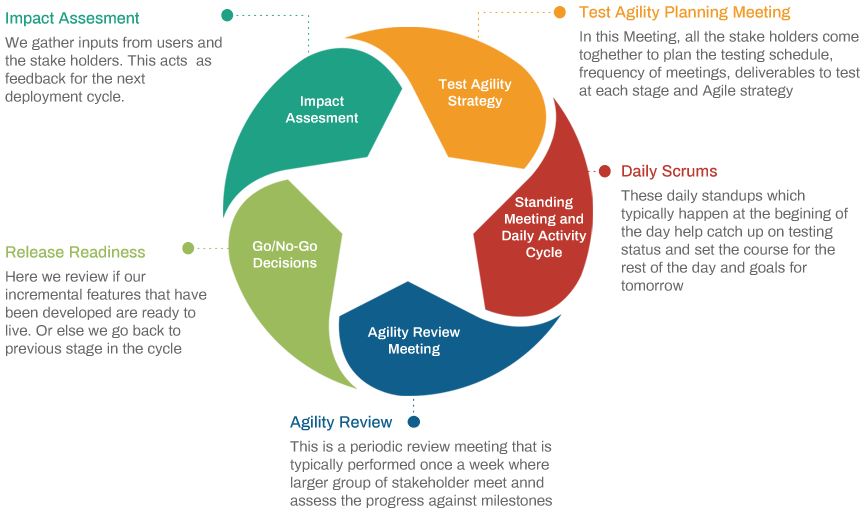 Impact Assesment
We gather inputs from users and
the stake holders. This acts  as
feedback for the next
deployment cycle.
Test Agility Planning Meeting
In this Meeting, all the stake holders come
toghether to plan the testing schedule,
frequency of meetings, deliverables to test
at each stage and Agile strategy
Impact
Assesment
Test Agility
Strategy
Daily Scrums
These daily standups which
typically happen at the begining of
the day help catch up on testing
status and set the course for the
rest of the day and goals for
tomorrow
Standing
Meeting and
Daily Activity
Cycle
Release Readiness
Here we review if our
incremental features that have
been developed are ready to
live. Or else we go back to
previous stage in the cycle
Go/No-Go
Decisions
Agility Review
Meeting
Agility Review
This is a periodic review meeting that is
typically performed once a week where
larger group of stakeholder meet annd
assess the progress against milestones